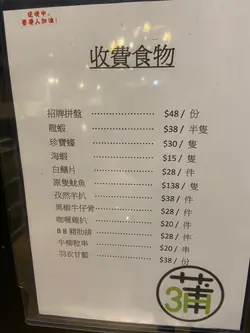 逆境中，
香港人加油！
收費食物
招牌拼盤 $48 / 份
龍蝦 $38 / 半隻
珍寶蠔 $30 / 隻
海蝦 $15 / 隻
白鱔片 $28 / 件
原隻魷魚 $138 / 隻
孜然羊扒 $38 / 件
黑椒牛仔骨 $28 / 件
咖喱雞扒 $20 / 件
BB豬肋排 $28 / 件
牛柳粒串 $20 / 串
羽衣甘藍 $38 / 份